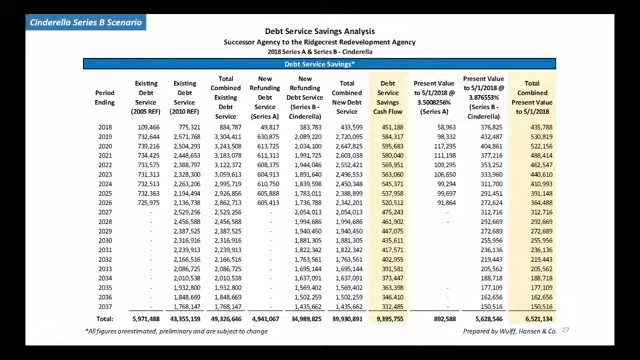 Cinderella Series B Scenario
Debt Service Savings Analysis
Successor Agency to the Ridgecrest Redevelopment Agency
2018 Series A & Series B - Cinderella
Debt Service Savings*
Period Ending | Existing Debt Service (2005 REF) | Existing Debt Service (2010 REF) | Total Combined Existing Debt Service | New Refunding Debt Service (Series A) | New Refunding Debt Service (Series B - Cinderella) | Total Combined New Debt Service | Debt Service Savings Cash Flow | Present Value to 5/1/2018 @ 3.5008256% (Series A) | Present Value to 5/1/2018 @ 3.876553% (Series B - Cinderella) | Total Combined Present Value to 5/1/2018
2018 109,466 775,321 884,787 49,817 383,783 433,599 451,188 58,963 376,825 435,788
2019 732,644 2,571,768 3,304,411 630,875 2,089,220 2,720,095 584,317 98,332 432,487 530,819
2020 739,216 2,504,293 3,243,508 613,725 2,034,100 2,647,825 595,683 117,295 404,861 522,156
2021 734,425 2,448,653 3,183,078 611,313 1,991,725 2,603,038 580,040 111,198 377,216 488,414
2022 733,575 2,388,797 3,122,372 608,375 1,944,046 2,552,421 569,951 109,295 353,252 462,547
2023 731,313 2,328,300 3,059,613 604,913 1,891,640 2,496,553 563,060 106,650 333,960 440,610
2024 732,513 2,263,206 2,995,719 610,750 1,839,598 2,450,348 545,371 99,294 311,700 410,993
2025 732,363 2,194,494 2,926,856 605,888 1,783,011 2,388,899 537,958 99,697 291,451 391,148
2026 725,975 2,136,738 2,862,713 605,413 1,736,788 2,342,201 520,512 91,864 272,624 364,488
2027 - 2,529,256 2,529,256 - 2,054,013 2,054,013 475,243 - 312,716 312,716
2028 - 2,456,588 2,456,588 - 1,994,686 1,994,686 461,902 - 292,669 292,669
2029 - 2,387,525 2,387,525 - 1,940,450 1,940,450 447,075 - 272,689 272,689
2030 - 2,316,916 2,316,916 - 1,881,305 1,881,305 435,611 - 255,956 255,956
2031 - 2,239,913 2,239,913 - 1,822,342 1,822,342 417,571 - 236,136 236,136
2032 - 2,166,316 2,166,316 - 1,763,561 1,763,561 402,755 - 219,443 219,443
2033 - 2,086,725 2,086,725 - 1,695,144 1,695,144 391,581 - 205,562 205,562
2034 - 2,010,538 2,010,538 - 1,637,091 1,637,091 373,447 - 188,718 188,718
2035 - 1,932,800 1,932,800 - 1,569,402 1,569,402 363,398 - 177,109 177,109
2036 - 1,848,669 1,848,669 - 1,502,259 1,502,259 346,410 - 162,656 162,656
2037 - 1,768,147 1,768,147 - 1,435,662 1,435,662 332,485 - 150,516 150,516
Total: 5,971,488 43,355,159 49,326,646 4,941,067 34,989,825 39,930,891 9,395,755 892,588 5,628,546 6,521,134
*All figures are estimated, preliminary and are subject to change
Prepared by Wulff, Hansen & Co. 27